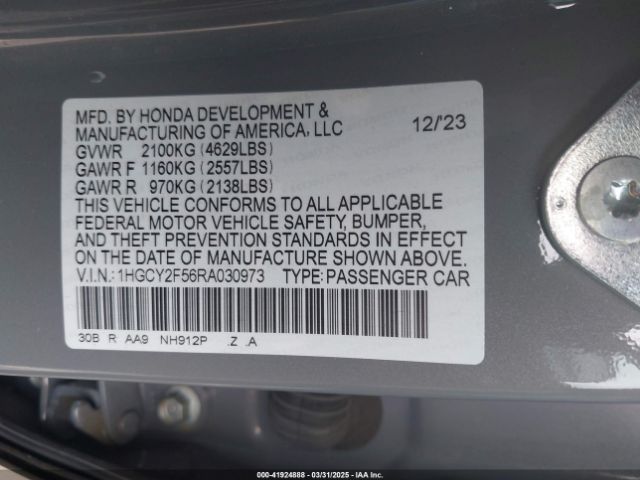 MFD. BY HONDA DEVELOPMENT &
MANUFACTURING OF AMERICA, LLC 12/'23
GVWR 2100KG (4629LBS)
GAWR F 1160KG (2557LBS)
GAWR R 970KG (2138LBS)
THIS VEHICLE CONFORMS TO ALL APPLICABLE
FEDERAL MOTOR VEHICLE SAFETY, BUMPER,
AND THEFT PREVENTION STANDARDS IN EFFECT
ON THE DATE OF MANUFACTURE SHOWN ABOVE.
V.I.N.: 1HGCY2F56RA030973 TYPE: PASSENGER CAR
30B R AA9 NH912P .Z .A
000-41924888 - 03/31/2025 - IAA Inc.